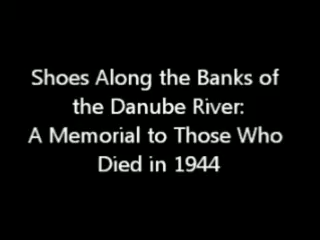 Shoes Along the Banks of
the Danube River:
A Memorial to Those Who
Died in 1944